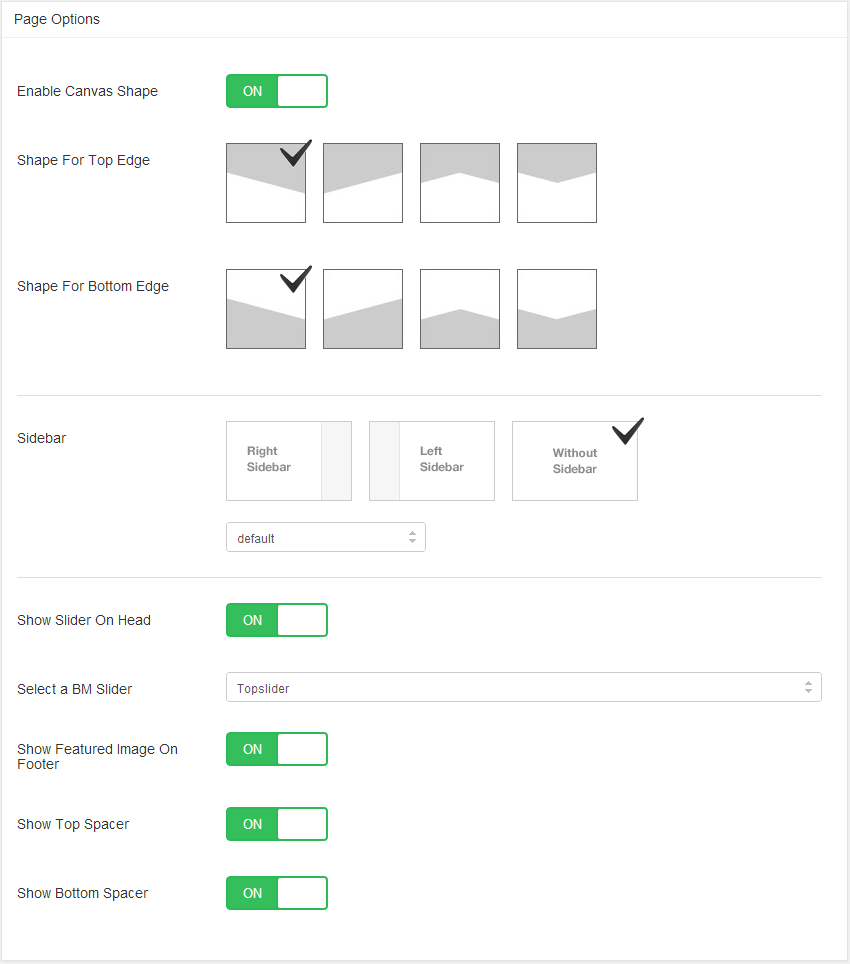 Page Options
Enable Canvas Shape
ON
Shape For Top Edge
Shape For Bottom Edge
Sidebar
Right
Sidebar
Left
Sidebar
Without
Sidebar
default
Show Slider On Head
ON
Select a BM Slider
Topslider
Show Featured Image On
Footer
ON
Show Top Spacer
ON
Show Bottom Spacer
ON